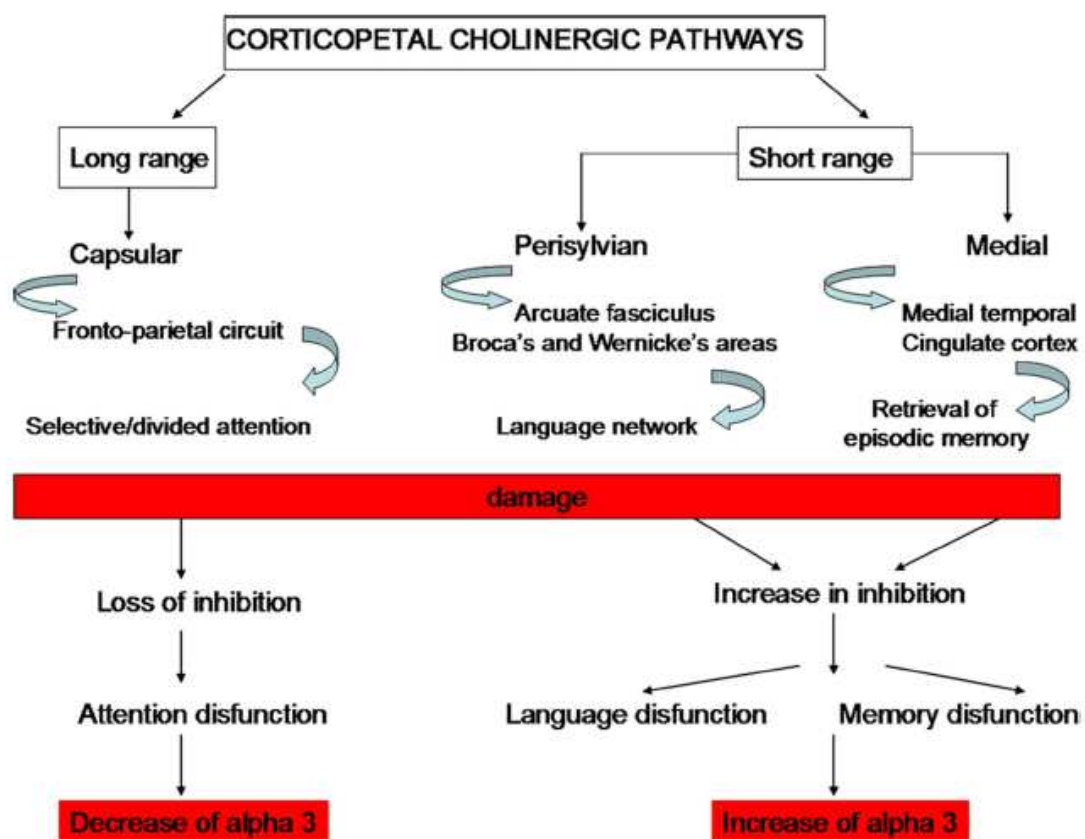 CORTICOPETAL CHOLINERGIC PATHWAYS
Long range
Short range
Capsular
Perisylvian
Medial
Fronto-parietal circuit
Arcuate fasciculus
Broca's and Wernicke's areas
Medial temporal
Cingulate cortex
Selective/divided attention
Language network
Retrieval of
episodic memory
damage
Loss of inhibition
Increase in inhibition
Attention disfunction
Language disfunction
Memory disfunction
Decrease of alpha 3
Increase of alpha 3